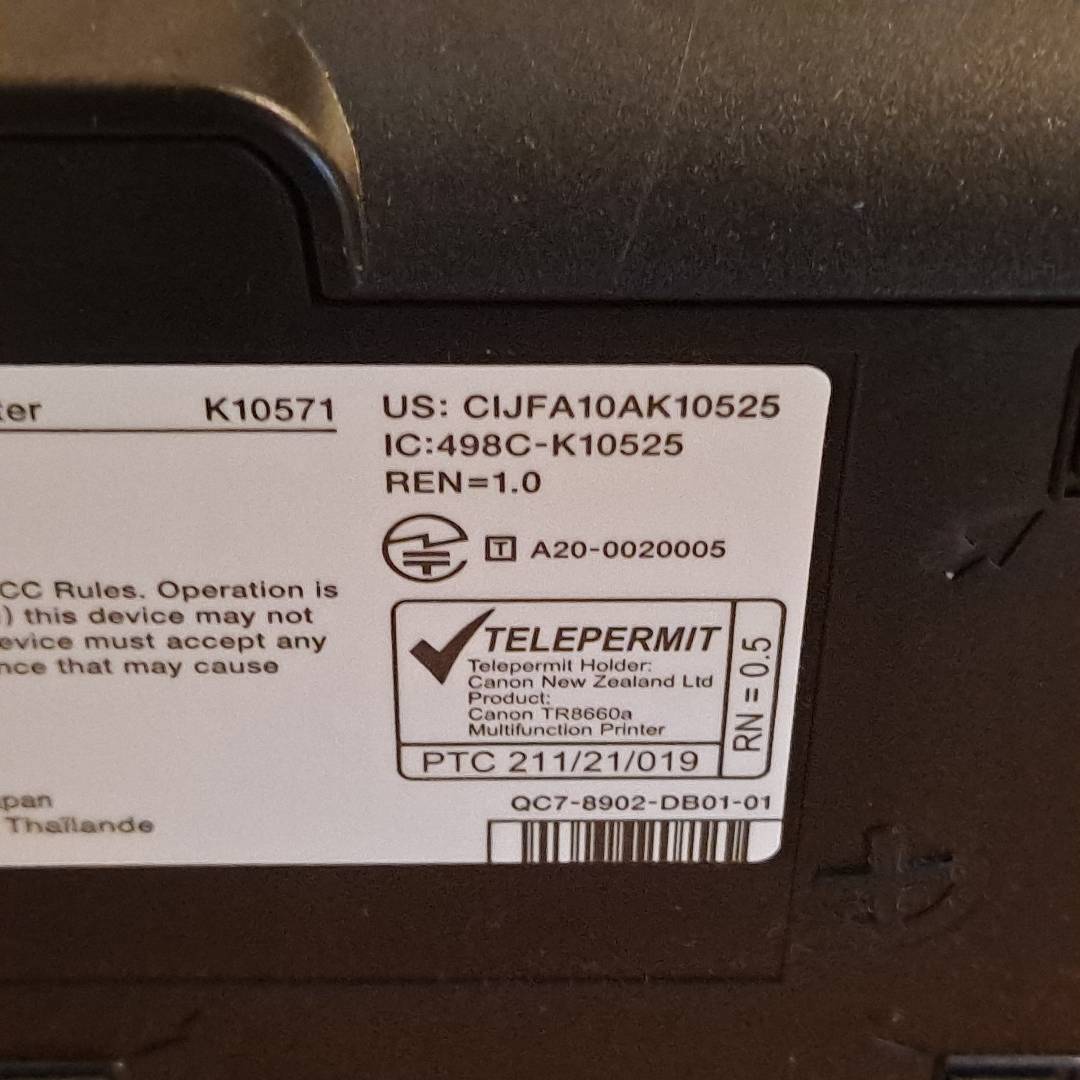 ter K10571
CC Rules. Operation is
) this device may not
evice must accept any
nce that may cause
pan
Thaïlande
US: CIJFA10AK10525
IC:498C-K10525
REN=1.0
T A20-0020005
TELEPERMIT
Telepermit Holder:
Canon New Zealand Ltd
Product:
Canon TR8660a
Multifunction Printer
PTC 211/21/019
RN = 0.5
QC7-8902-DB01-01